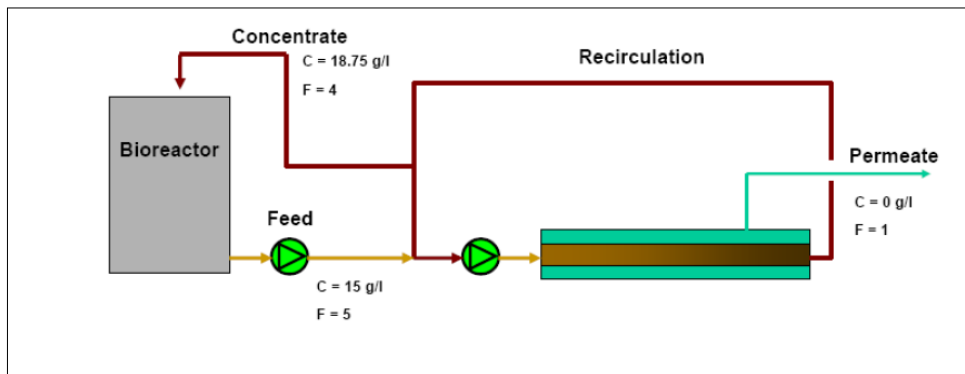 Concentrate
C = 18.75 g/l
F = 4
Recirculation
Bioreactor
Permeate
C = 0 g/l
F = 1
Feed
C = 15 g/l
F = 5